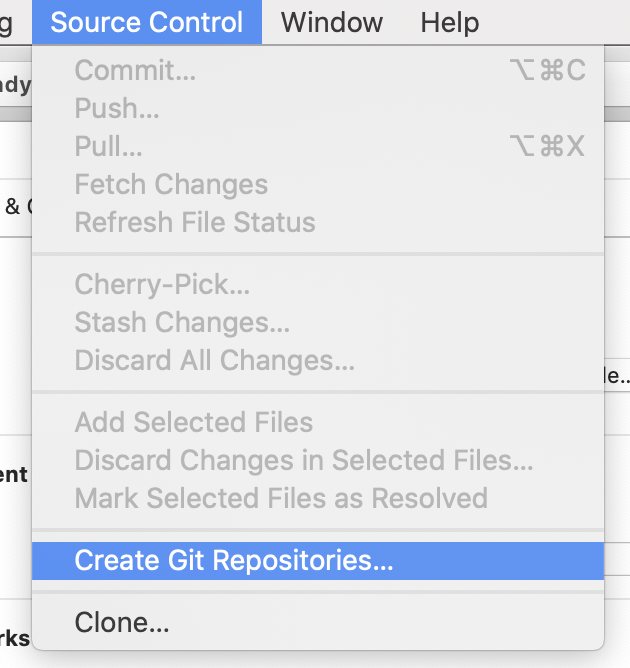 g Source Control Window Help
Commit... ⌥⌘C
ady
Push...
Pull... ⌥⌘X
Fetch Changes
& C
Refresh File Status
Cherry-Pick...
Stash Changes...
Discard All Changes...
le...
Add Selected Files
Discard Changes in Selected Files...
ent
Mark Selected Files as Resolved
Create Git Repositories...
Clone...
rks